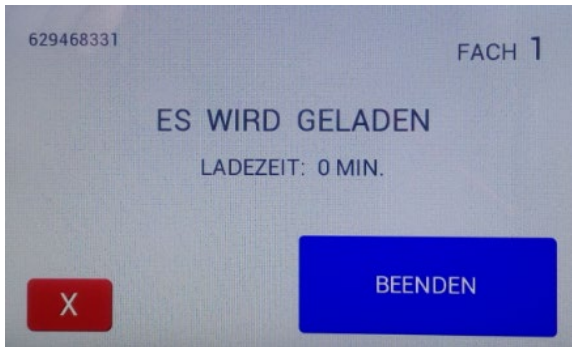 629468331
FACH 1
ES WIRD GELADEN
LADEZEIT: 0 MIN.
X
BEENDEN